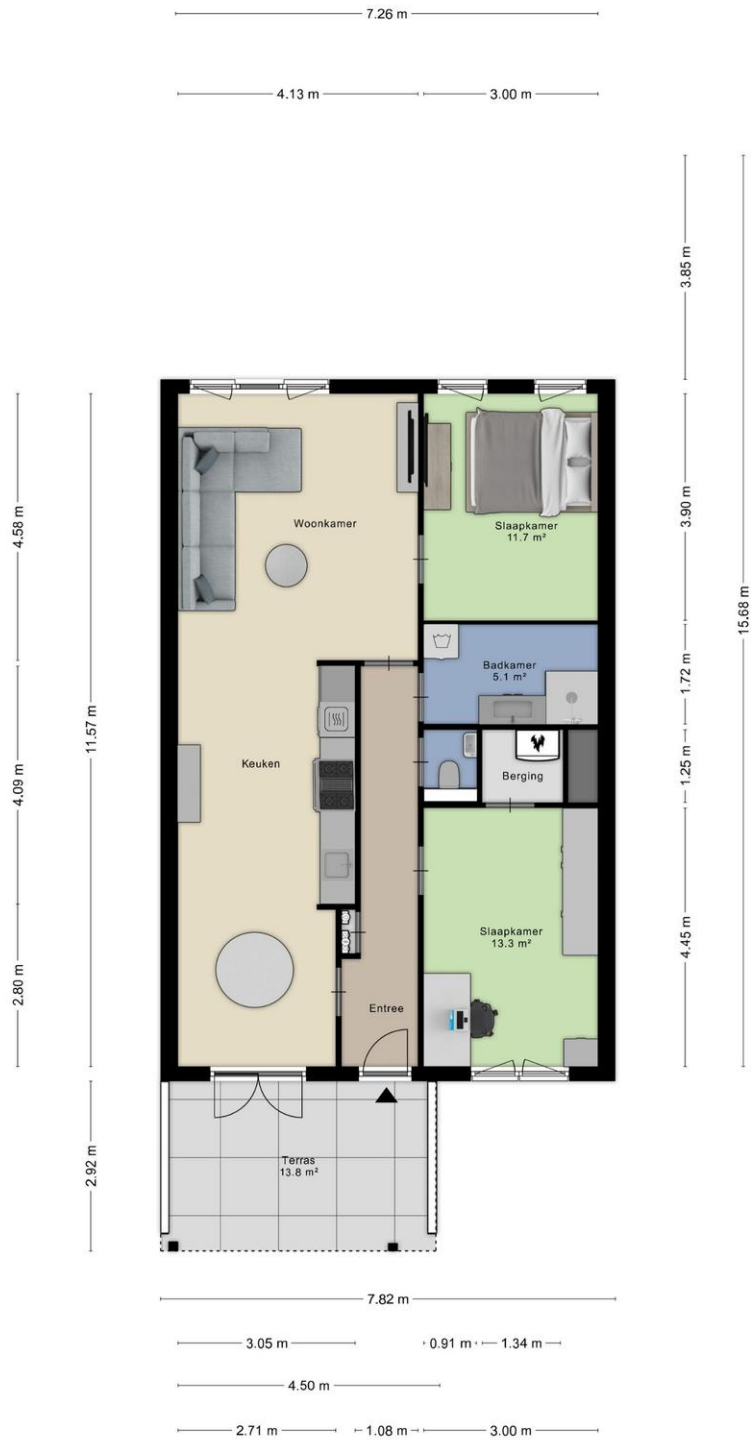 7.26 m
4.13 m
3.00 m
3.85 m
15.68 m
4.58 m
3.90 m
Woonkamer
Slaapkamer
11.7 m²
11.57 m
1.72 m
Badkamer
5.1 m²
4.09 m
Keuken
1.25 m
Berging
4.45 m
Slaapkamer
13.3 m²
2.80 m
Entree
2.92 m
Terras
13.8 m²
7.82 m
3.05 m
0.91 m
1.34 m
4.50 m
2.71 m
1.08 m
3.00 m